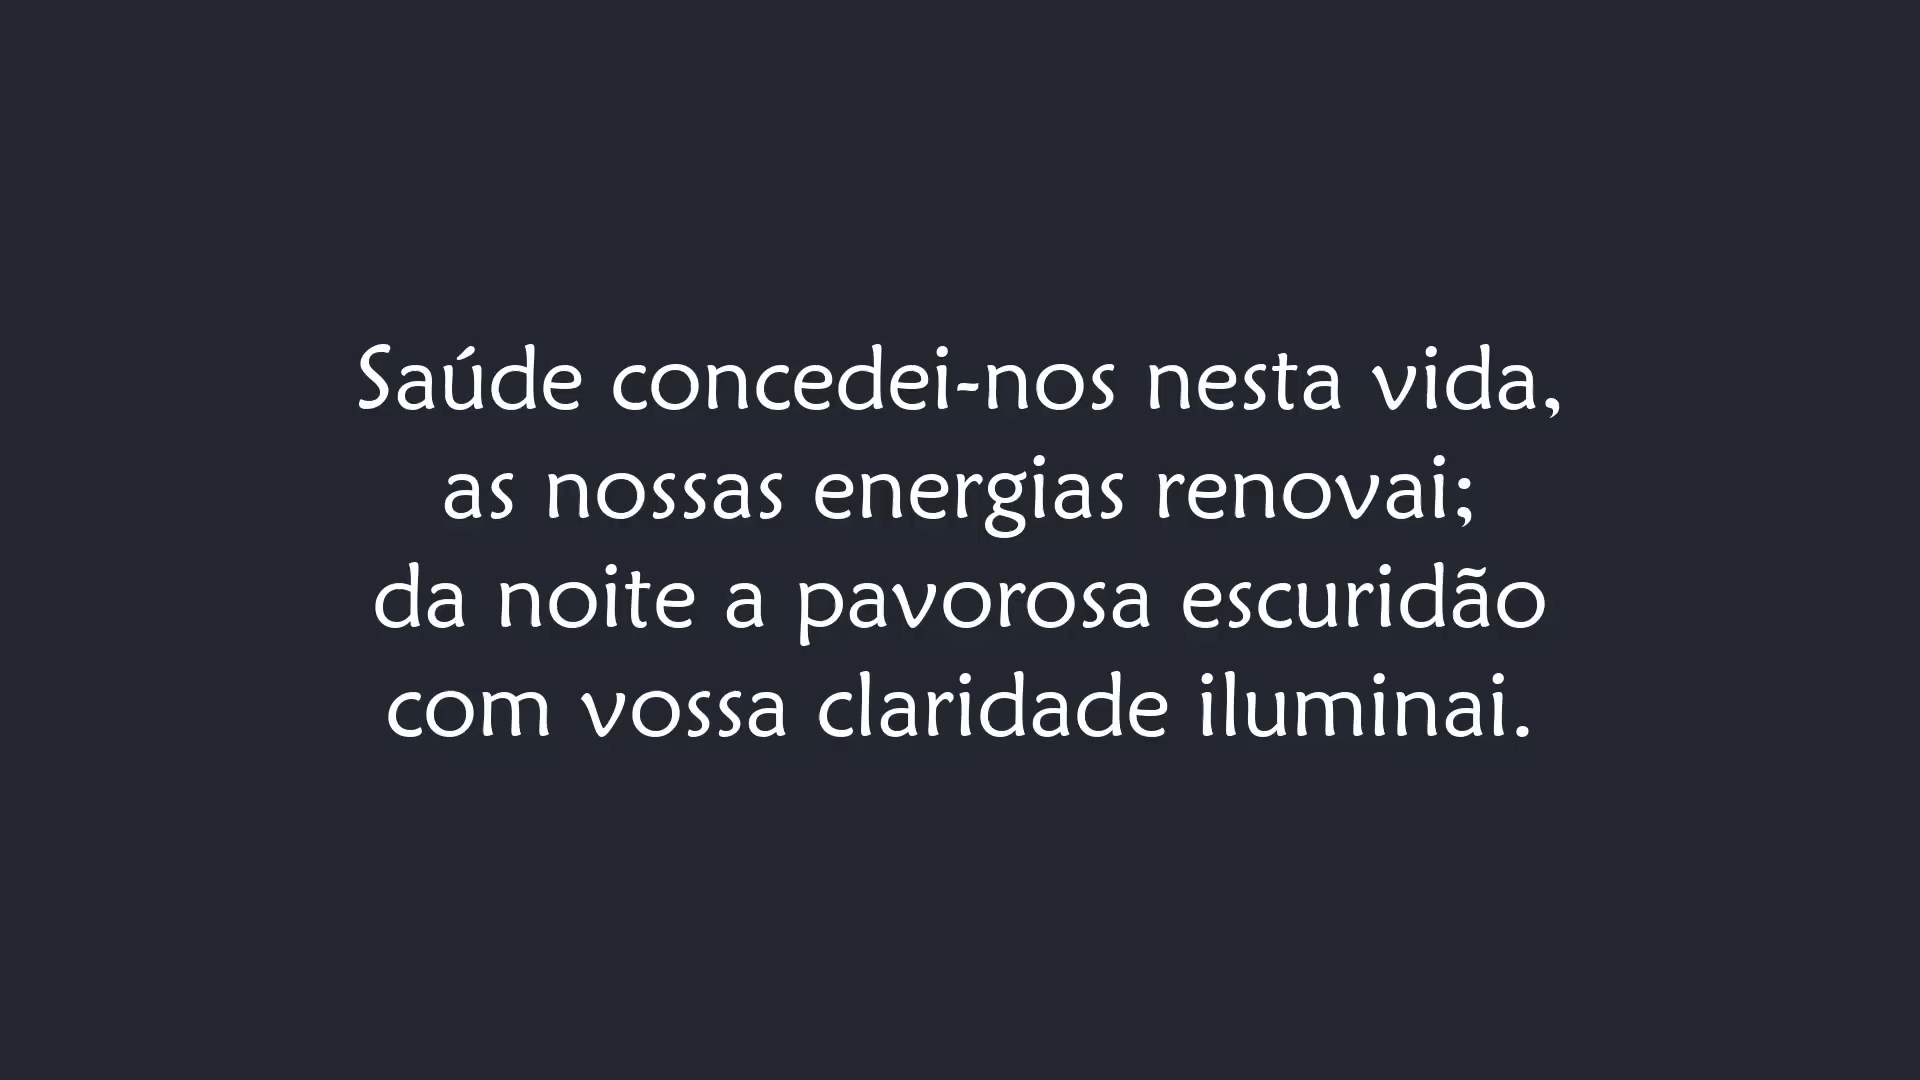 Saúde concedei-nos nesta vida,
as nossas energias renovai;
da noite a pavorosa escuridão
com vossa claridade iluminai.